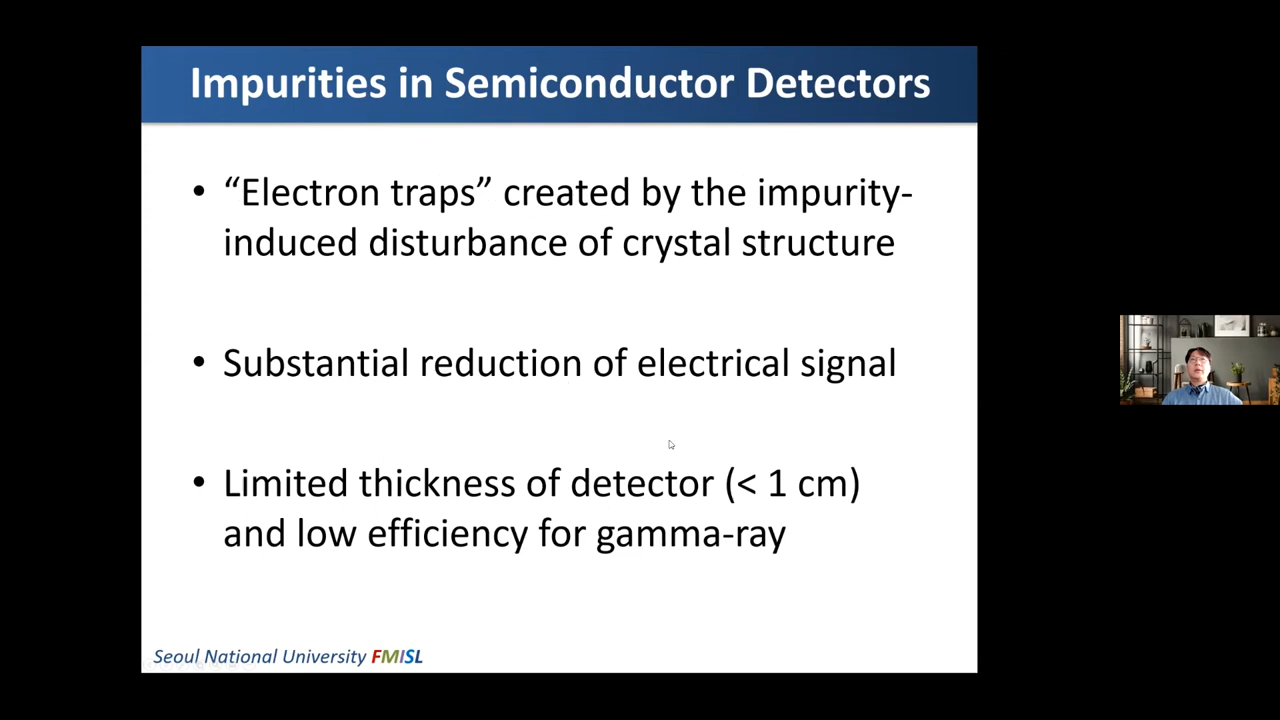 Impurities in Semiconductor Detectors
• “Electron traps” created by the impurity-
induced disturbance of crystal structure
• Substantial reduction of electrical signal
• Limited thickness of detector (< 1 cm)
and low efficiency for gamma-ray
Seoul National University FMISL